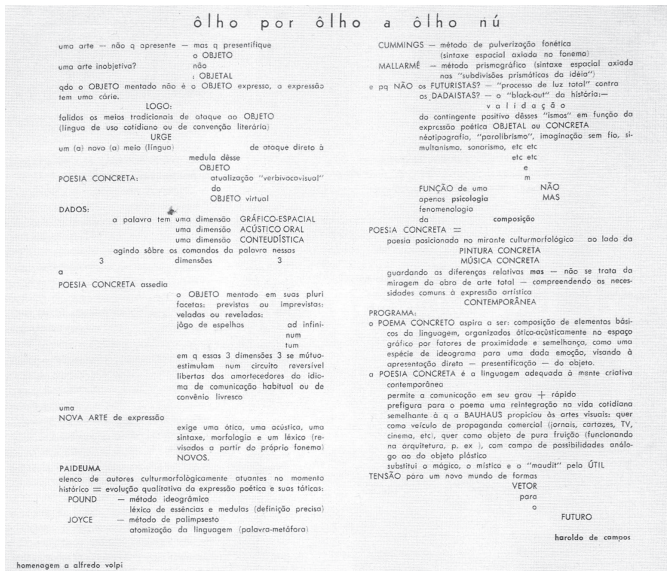 ôlho por ôlho a ôlho nú
uma arte — não q apresente — mas q presentifique
o OBJETO
uma arte inobjetiva? não
: OBJETAL
qdo o OBJETO mentado não é o OBJETO expresso, a expressão
tem uma cárie.
LOGO:
falidos os meios tradicionais de ataque ao OBJETO
(língua de uso cotidiano ou de convenção literária)
URGE
um (a) novo (a) meio (língua) de ataque direto à
medula dêsse
OBJETO
POESIA CONCRETA: atualização "verbivocovisual"
do
OBJETO virtual
DADOS:
a palavra tem uma dimensão GRÁFICO-ESPACIAL
uma dimensão ACÚSTICO-ORAL
uma dimensão CONTEUDÍSTICA
agindo sôbre os comandos da palavra nessas
3 dimensões 3
a
POESIA CONCRETA assedia
o OBJETO mentado em suas pluri
facetas: previstas ou imprevistas:
veladas ou reveladas:
jôgo de espelhos ad infini-
num
tum
em q essas 3 dimensões 3 se mútuo-
estimulam num circuito reversível
libertas dos amortecedores do idio-
ma de comunicação habitual ou de
convênio livresco
uma
NOVA ARTE de expressão
exige uma ótica, uma acústica, uma
sintaxe, morfologia e um léxico (re-
visados a partir do próprio fonema)
NOVOS.
PAIDEUMA
elenco de autores culturmorfològicamente atuantes no momento
histórico = evolução qualitativa da expressão poética e suas táticas:
POUND — método ideogrâmico
léxico de essências e medulas (definição precisa)
JOYCE — método de palimpsesto
atomização da linguagem (palavra-metáfora)
homenagem a alfredo volpi
CUMMINGS — método de pulverização fonética
(sintaxe espacial axiada no fonema)
MALLARMÉ — método prismográfico (sintaxe espacial axiada
nas "subdivisões prismáticas da idéia")
e pq NÃO os FUTURISTAS? — "processo de luz total" contra
os DADAISTAS? — o "black-out" da história:—
v a l i d a ç ã o
do contingente positivo dêsses "ismos" em função da
expressão poética OBJETAL ou CONCRETA
néotipografia, "parolibrismo", imaginação sem fio, si-
multanismo, sonorismo, etc etc
etc etc
e
m
FUNÇÃO de uma NÃO
apenas psicologia MAS
fenomenologia
da composição
POESIA CONCRETA =
poesia posicionada no mirante culturmorfológico ao lado da
PINTURA CONCRETA
MÚSICA CONCRETA
guardando as diferenças relativas mas — não se trata da
miragem da obra de arte total — compreendendo as neces-
sidades comuns à expressão artística
CONTEMPORÂNEA
PROGRAMA:
o POEMA CONCRETO aspira a ser: composição de elementos bási-
cos da linguagem, organizados ótico-acùsticamente no espaço
gráfico por fatores de proximidade e semelhança, como uma
espécie de ideograma para uma dada emoção, visando à
apresentação direta — presentificação — do objeto.
a POESIA CONCRETA é a linguagem adequada à mente criativa
contemporânea
permite a comunicação em seu grau + rápido
prefigura para o poema uma reintegração na vida cotidiana
semelhante à q a BAUHAUS propiciou às artes visuais: quer
como veículo de propaganda comercial (jornais, cartazes, TV,
cinema, etc), quer como objeto de pura fruição (funcionando
na arquitetura, p. ex ), com campo de possibilidades análo-
go ao do objeto plástico
substitui o mágico, o místico e o "maudit" pelo ÚTIL
TENSÃO para um novo mundo de formas
VETOR
para
o
FUTURO
haroldo de campos